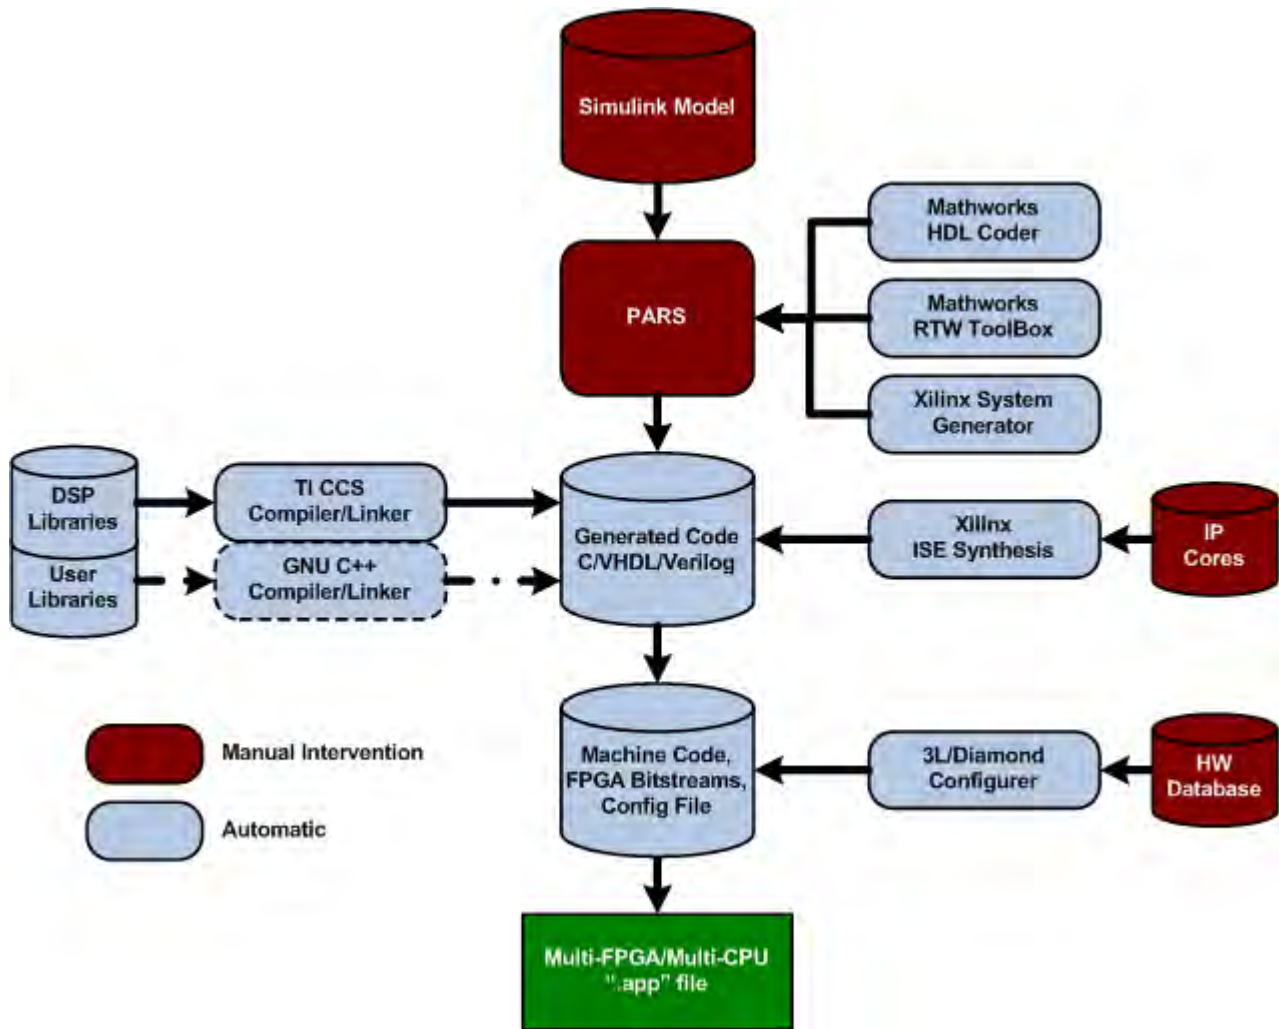 Simulink Model
Mathworks
HDL Coder
PARS
Mathworks
RTW ToolBox
Xilinx System
Generator
DSP
Libraries
TI CCS
Compiler/Linker
Generated Code
C/VHDL/Verilog
Xilinx
ISE Synthesis
IP
Cores
User
Libraries
GNU C++
Compiler/Linker
Manual Intervention
Machine Code,
FPGA Bitstreams,
Config File
3L/Diamond
Configurer
HW
Database
Automatic
Multi-FPGA/Multi-CPU
".app" file